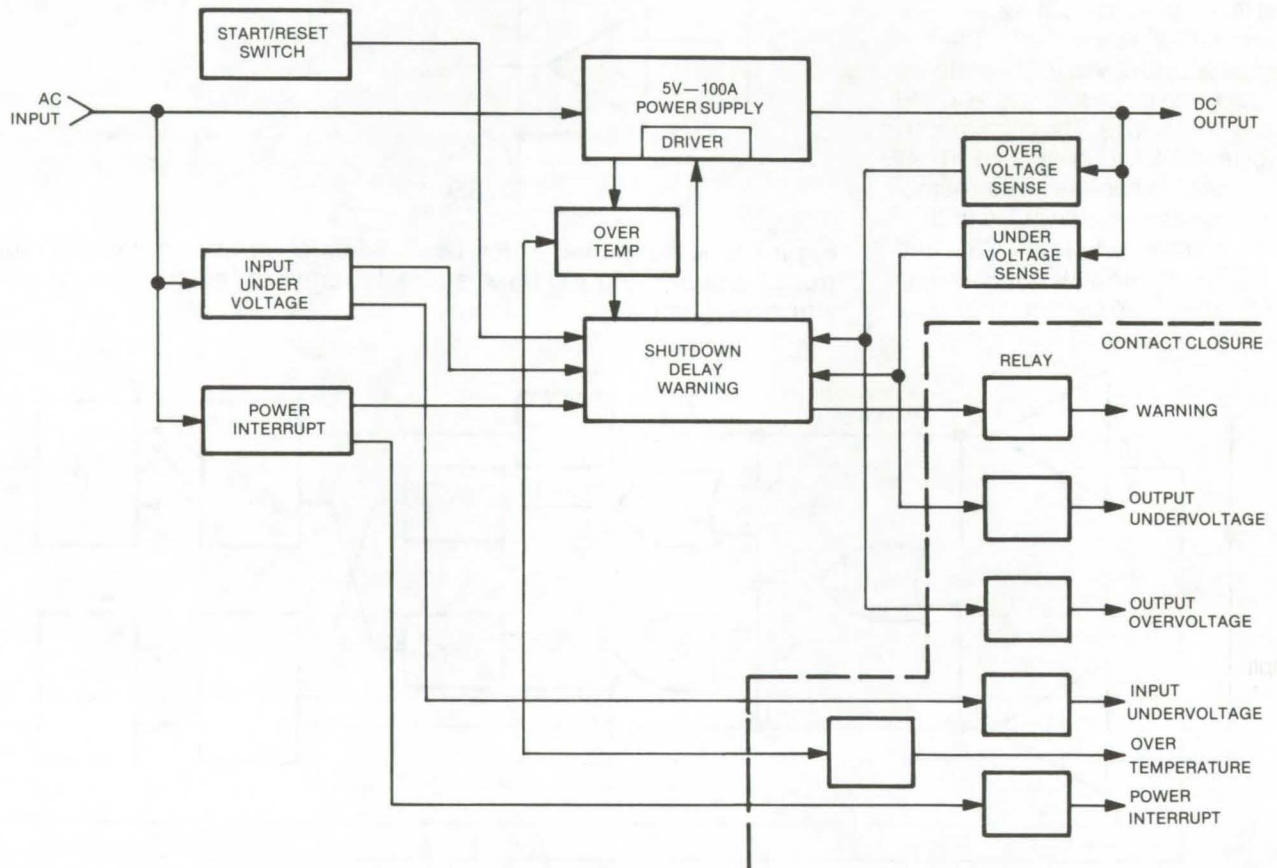 START/RESET
SWITCH
AC
INPUT
5V—100A
POWER SUPPLY
DRIVER
DC
OUTPUT
OVER
VOLTAGE
SENSE
OVER
TEMP
UNDER
VOLTAGE
SENSE
INPUT
UNDER
VOLTAGE
CONTACT CLOSURE
SHUTDOWN
DELAY
WARNING
RELAY
POWER
INTERRUPT
WARNING
OUTPUT
UNDERVOLTAGE
OUTPUT
OVERVOLTAGE
INPUT
UNDERVOLTAGE
OVER
TEMPERATURE
POWER
INTERRUPT